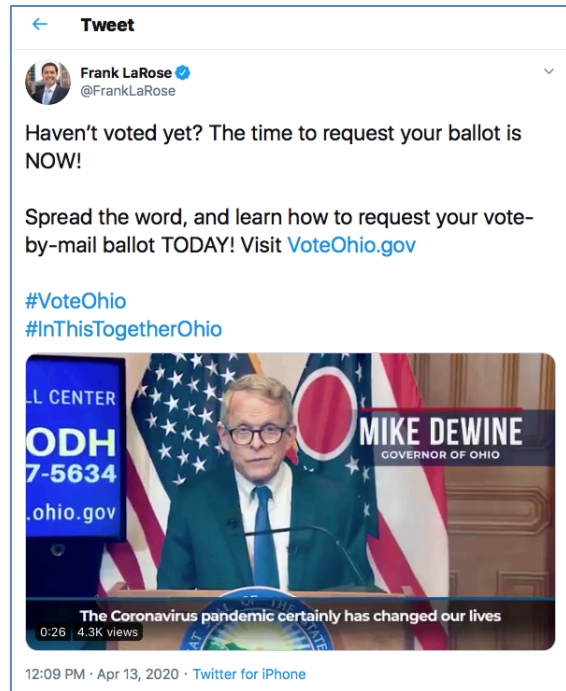 Tweet
Frank LaRose
@FrankLaRose
Haven’t voted yet? The time to request your ballot is
NOW!
Spread the word, and learn how to request your vote-
by-mail ballot TODAY! Visit VoteOhio.gov
#VoteOhio
#InThisTogetherOhio
LL CENTER
ODH
7-5634
.ohio.gov
MIKE DEWINE
GOVERNOR OF OHIO
The Coronavirus pandemic certainly has changed our lives
0:26 4.3K views
12:09 PM · Apr 13, 2020 · Twitter for iPhone